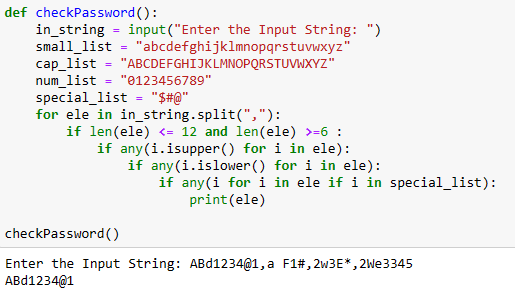 def checkPassword():
    in_string = input("Enter the Input String: ")
    small_list = "abcdefghijklmnopqrstuvwxyz"
    cap_list = "ABCDEFGHIJKLMNOPQRSTUVWXYZ"
    num_list = "0123456789"
    special_list = "$#@"
    for ele in in_string.split(","):
        if len(ele) <= 12 and len(ele) >=6 :
            if any(i.isupper() for i in ele):
                if any(i.islower() for i in ele):
                    if any(i for i in ele if i in special_list):
                        print(ele)
checkPassword()
Enter the Input String: ABd1234@1,a F1#,2w3E*,2We3345
ABd1234@1